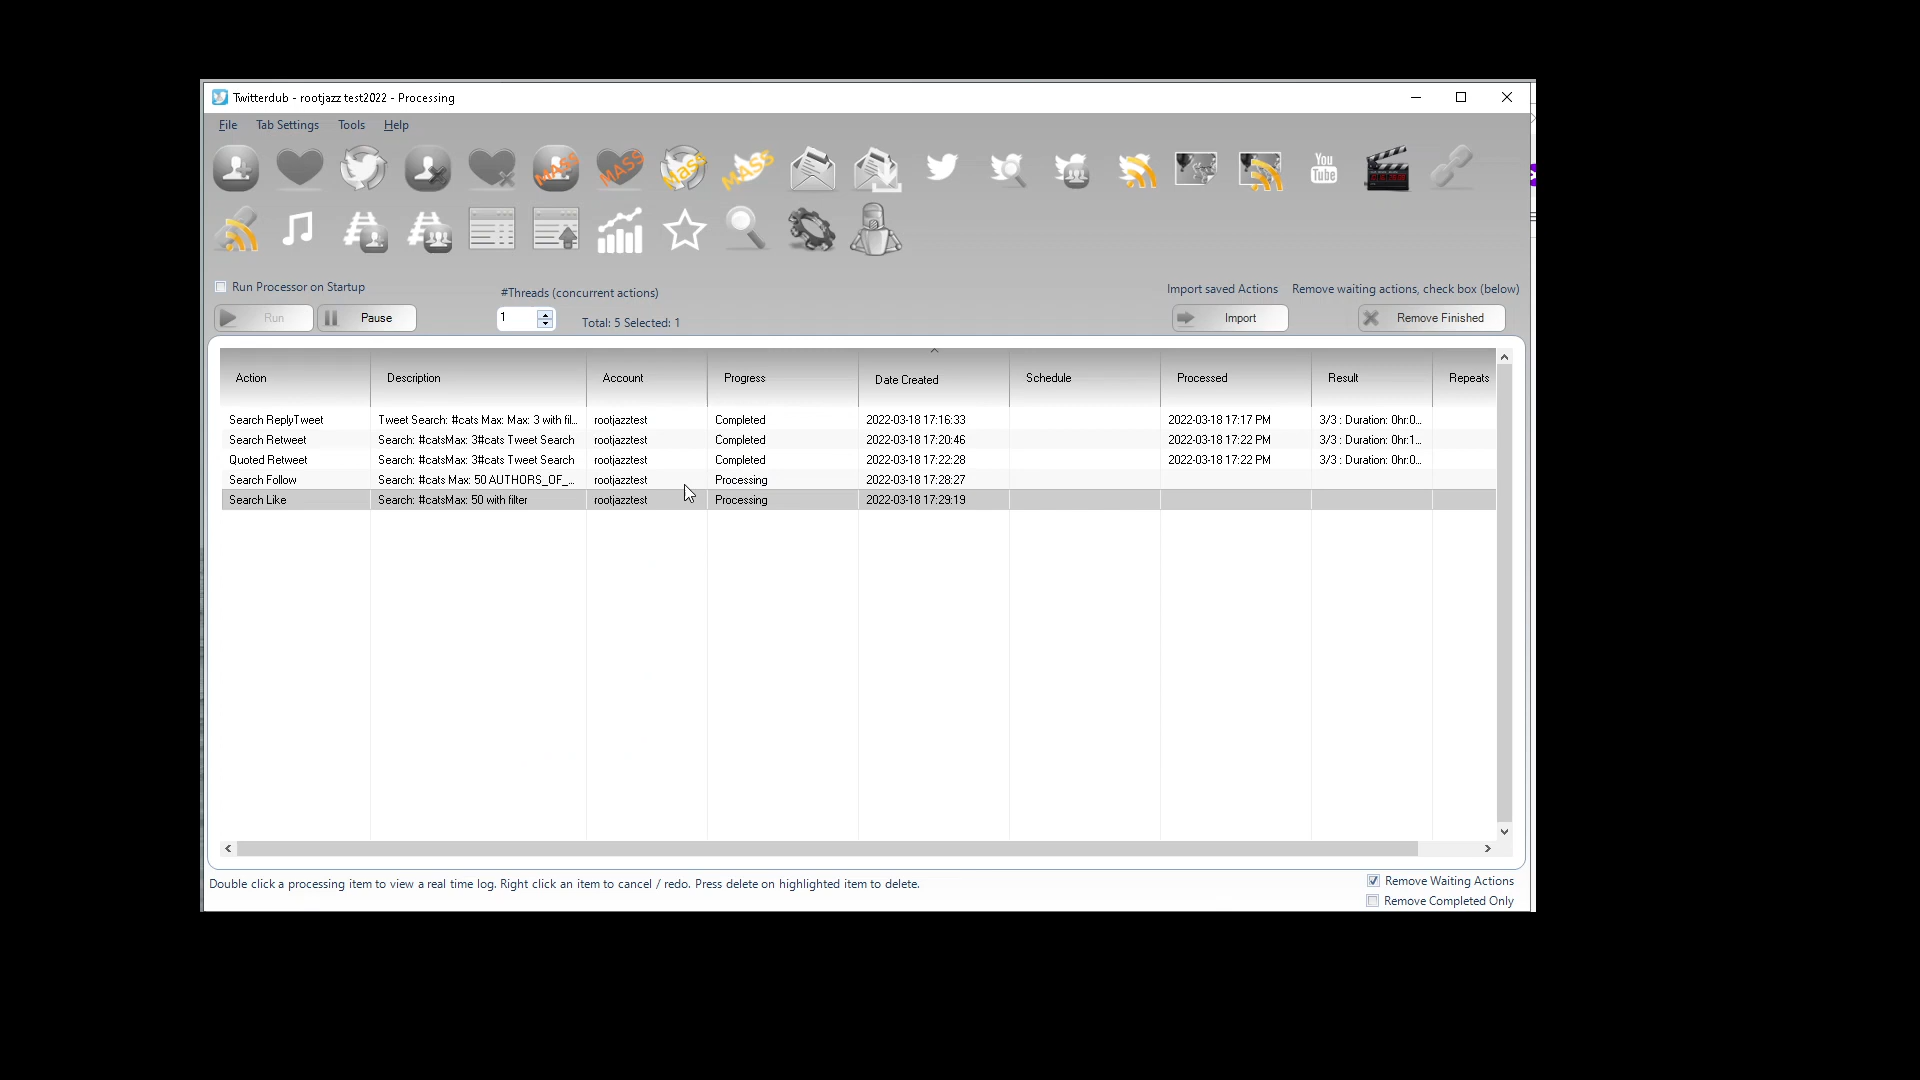 Twitterdub - rootjazz test2022 - Processing
File Tab Settings Tools Help
MASS MASS Mass MASS You Tube
Run Processor on Startup
#Threads (concurrent actions)
Import saved Actions Remove waiting actions, check box (below)
Run Pause 1 Total: 5 Selected: 1 Import Remove Finished
Action Description Account Progress Date Created Schedule Processed Result Repeats
Search ReplyTweet Tweet Search: #cats Max: Max: 3 with fil... rootjazztest Completed 2022-03-18 17:16:33 2022-03-18 17:17 PM 3/3 : Duration: 0hr:0...
Search Retweet Search: #catsMax: 3#cats Tweet Search rootjazztest Completed 2022-03-18 17:20:46 2022-03-18 17:22 PM 3/3 : Duration: 0hr:1...
Quoted Retweet Search: #catsMax: 3#cats Tweet Search rootjazztest Completed 2022-03-18 17:22:28 2022-03-18 17:22 PM 3/3 : Duration: 0hr:0...
Search Follow Search: #cats Max: 50 AUTHORS_OF_... rootjazztest Processing 2022-03-18 17:28:27
Search Like Search: #catsMax: 50 with filter rootjazztest Processing 2022-03-18 17:29:19
Double click a processing item to view a real time log. Right click an item to cancel / redo. Press delete on highlighted item to delete.
Remove Waiting Actions
Remove Completed Only